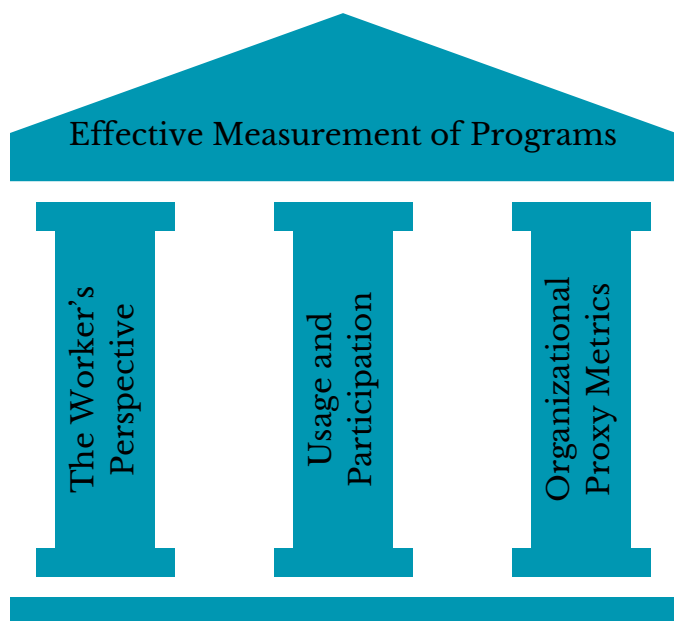 Effective Measurement of Programs
The Worker’s
Perspective
Usage and
Participation
Organizational
Proxy Metrics